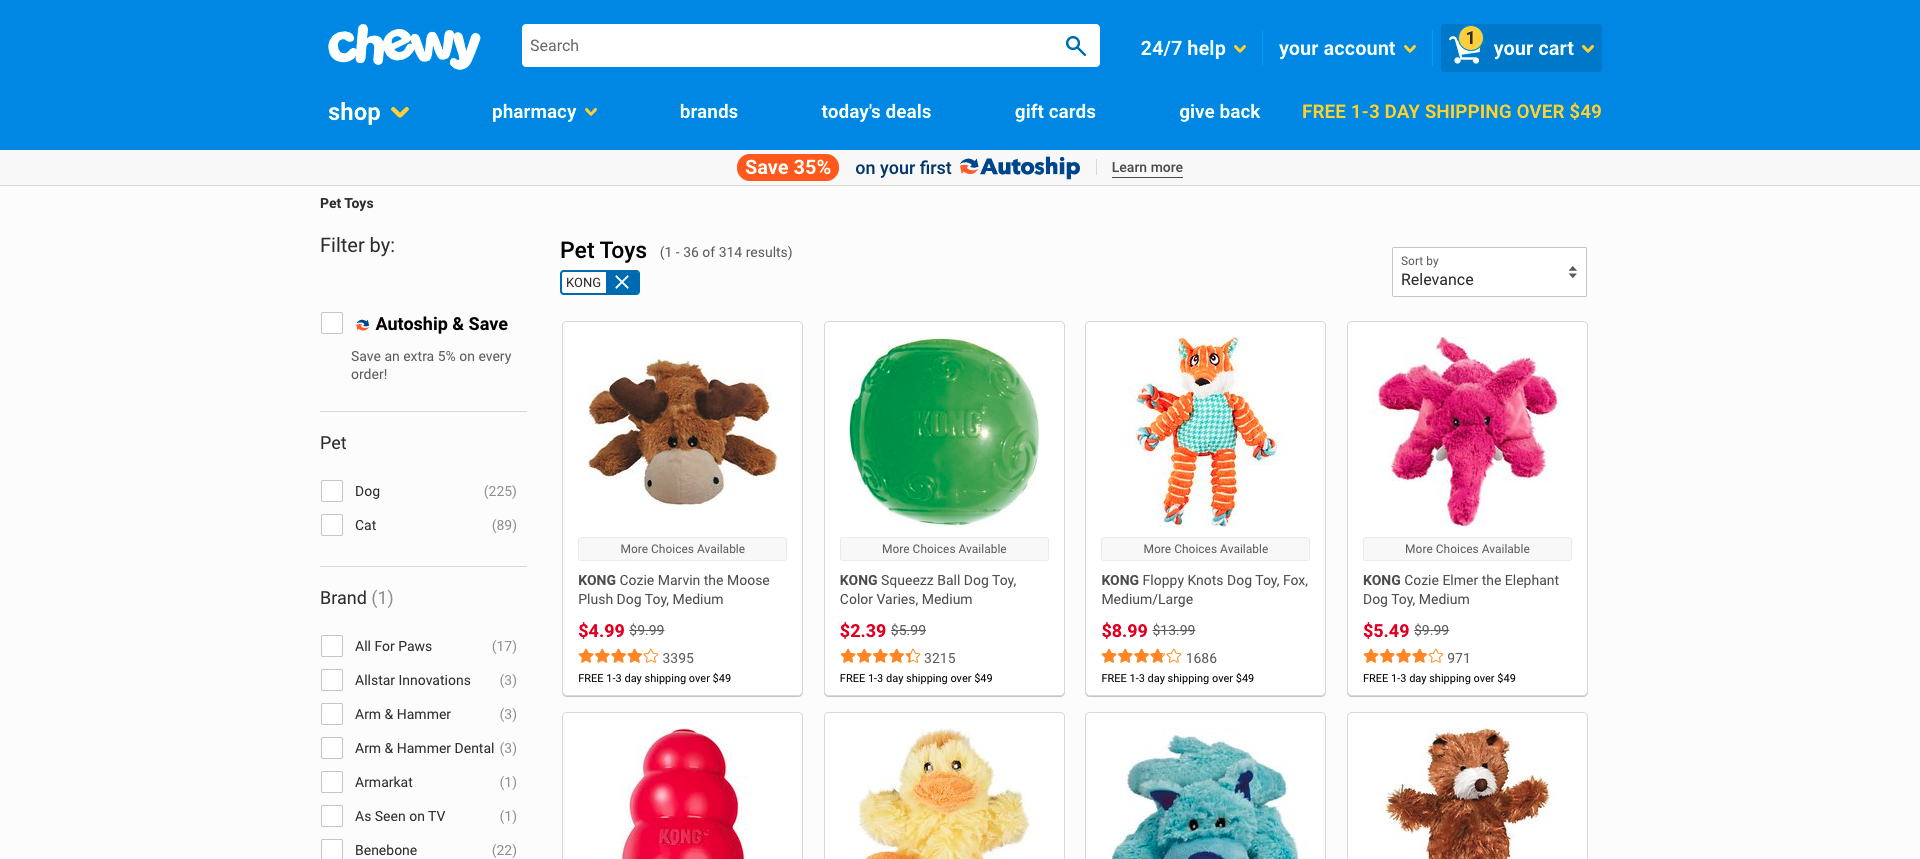 chewy
Search
24/7 help
your account
1
your cart
shop
pharmacy
brands
today's deals
gift cards
give back
FREE 1-3 DAY SHIPPING OVER $49
Save 35% on your first Autoship
Learn more
Pet Toys
Filter by:
Autoship & Save
Save an extra 5% on every
order!
Pet
Dog (225)
Cat (89)
Brand (1)
All For Paws (17)
Allstar Innovations (3)
Arm & Hammer (3)
Arm & Hammer Dental (3)
Armarkat (1)
As Seen on TV (1)
Benebone (22)
Pet Toys (1 - 36 of 314 results)
KONG
Sort by
Relevance
More Choices Available
KONG Cozie Marvin the Moose
Plush Dog Toy, Medium
$4.99 $9.99
3395
FREE 1-3 day shipping over $49
KONG
More Choices Available
KONG Squeezz Ball Dog Toy,
Color Varies, Medium
$2.39 $5.99
3215
FREE 1-3 day shipping over $49
More Choices Available
KONG Floppy Knots Dog Toy, Fox,
Medium/Large
$8.99 $13.99
1686
FREE 1-3 day shipping over $49
More Choices Available
KONG Cozie Elmer the Elephant
Dog Toy, Medium
$5.49 $9.99
971
FREE 1-3 day shipping over $49
KONG